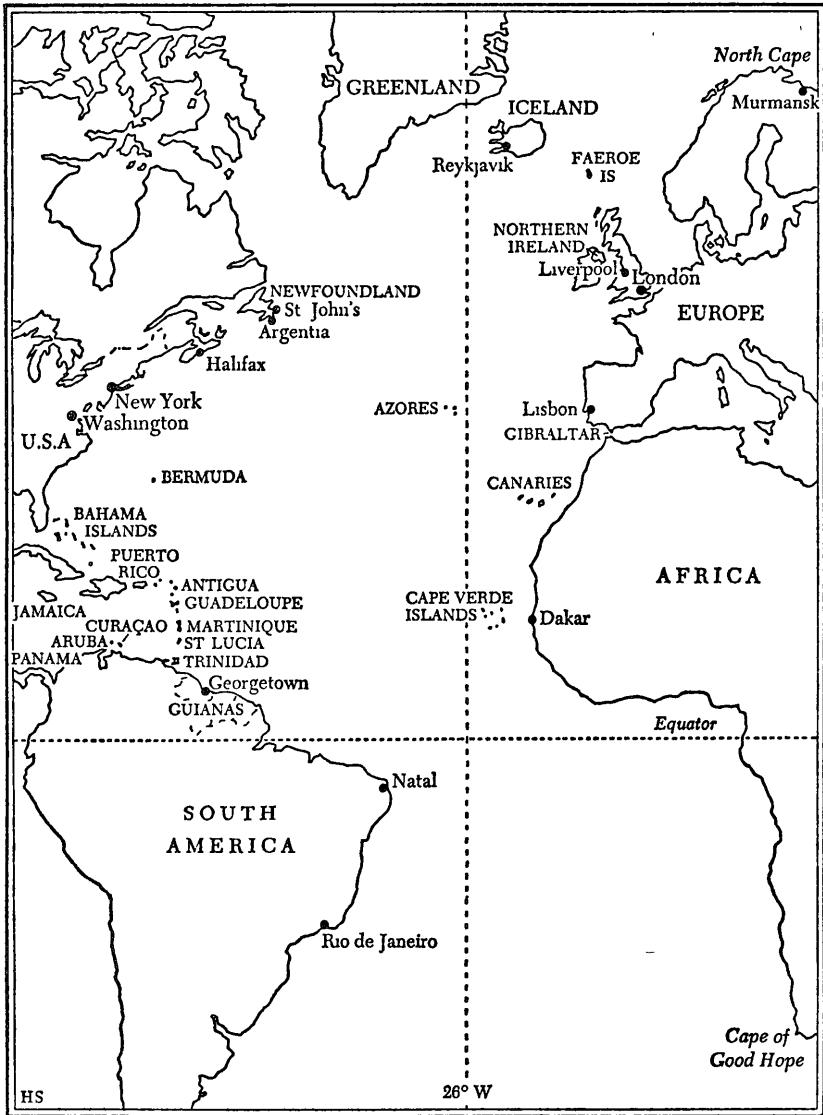 North Cape
Murmansk
GREENLAND
ICELAND
Reykjavik
FAEROE
IS
NORTHERN
IRELAND
Liverpool
London
EUROPE
NEWFOUNDLAND
St John's
Argentia
Halifax
New York
Washington
U.S.A
AZORES
Lisbon
GIBRALTAR
BERMUDA
CANARIES
BAHAMA
ISLANDS
PUERTO
RICO
ANTIGUA
GUADELOUPE
JAMAICA
CURAÇAO
MARTINIQUE
ARUBA
ST LUCIA
PANAMA
TRINIDAD
CAPE VERDE
ISLANDS
Dakar
AFRICA
Georgetown
GUIANAS
Equator
Natal
SOUTH
AMERICA
Rio de Janeiro
Cape of
Good Hope
HS
26° W